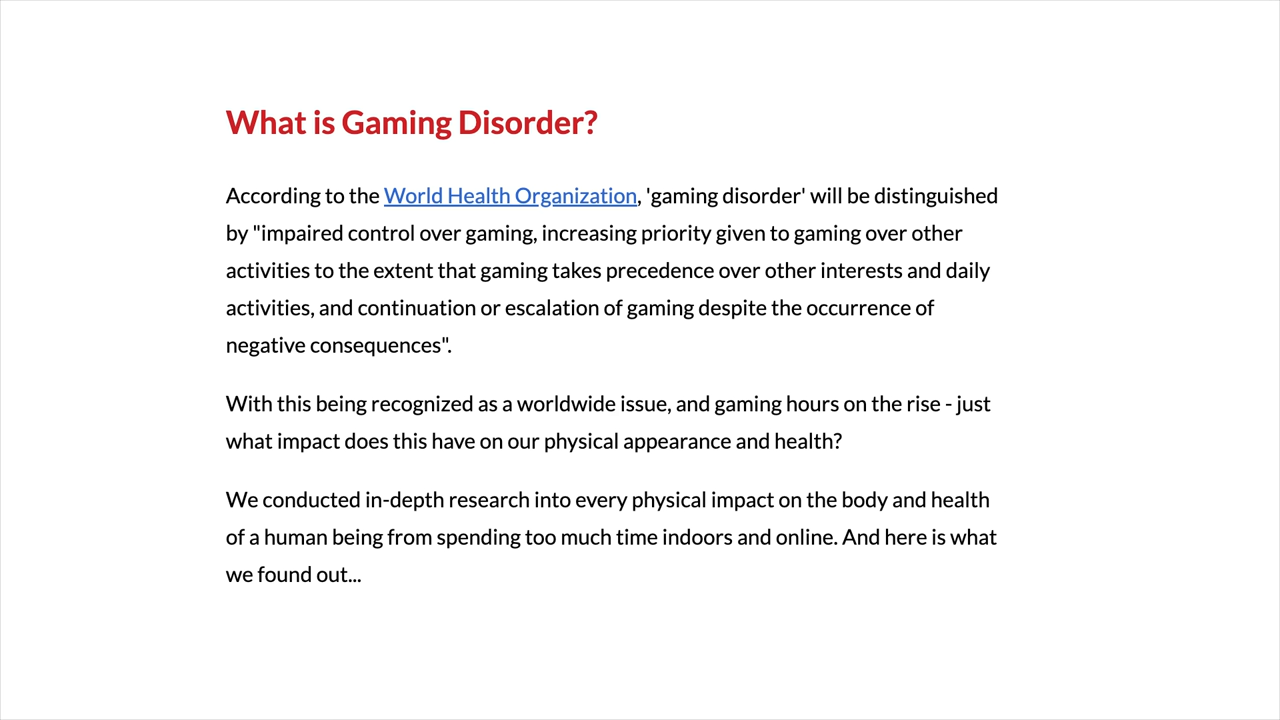 What is Gaming Disorder?
According to the World Health Organization, 'gaming disorder' will be distinguished
by "impaired control over gaming, increasing priority given to gaming over other
activities to the extent that gaming takes precedence over other interests and daily
activities, and continuation or escalation of gaming despite the occurrence of
negative consequences".
With this being recognized as a worldwide issue, and gaming hours on the rise - just
what impact does this have on our physical appearance and health?
We conducted in-depth research into every physical impact on the body and health
of a human being from spending too much time indoors and online. And here is what
we found out...